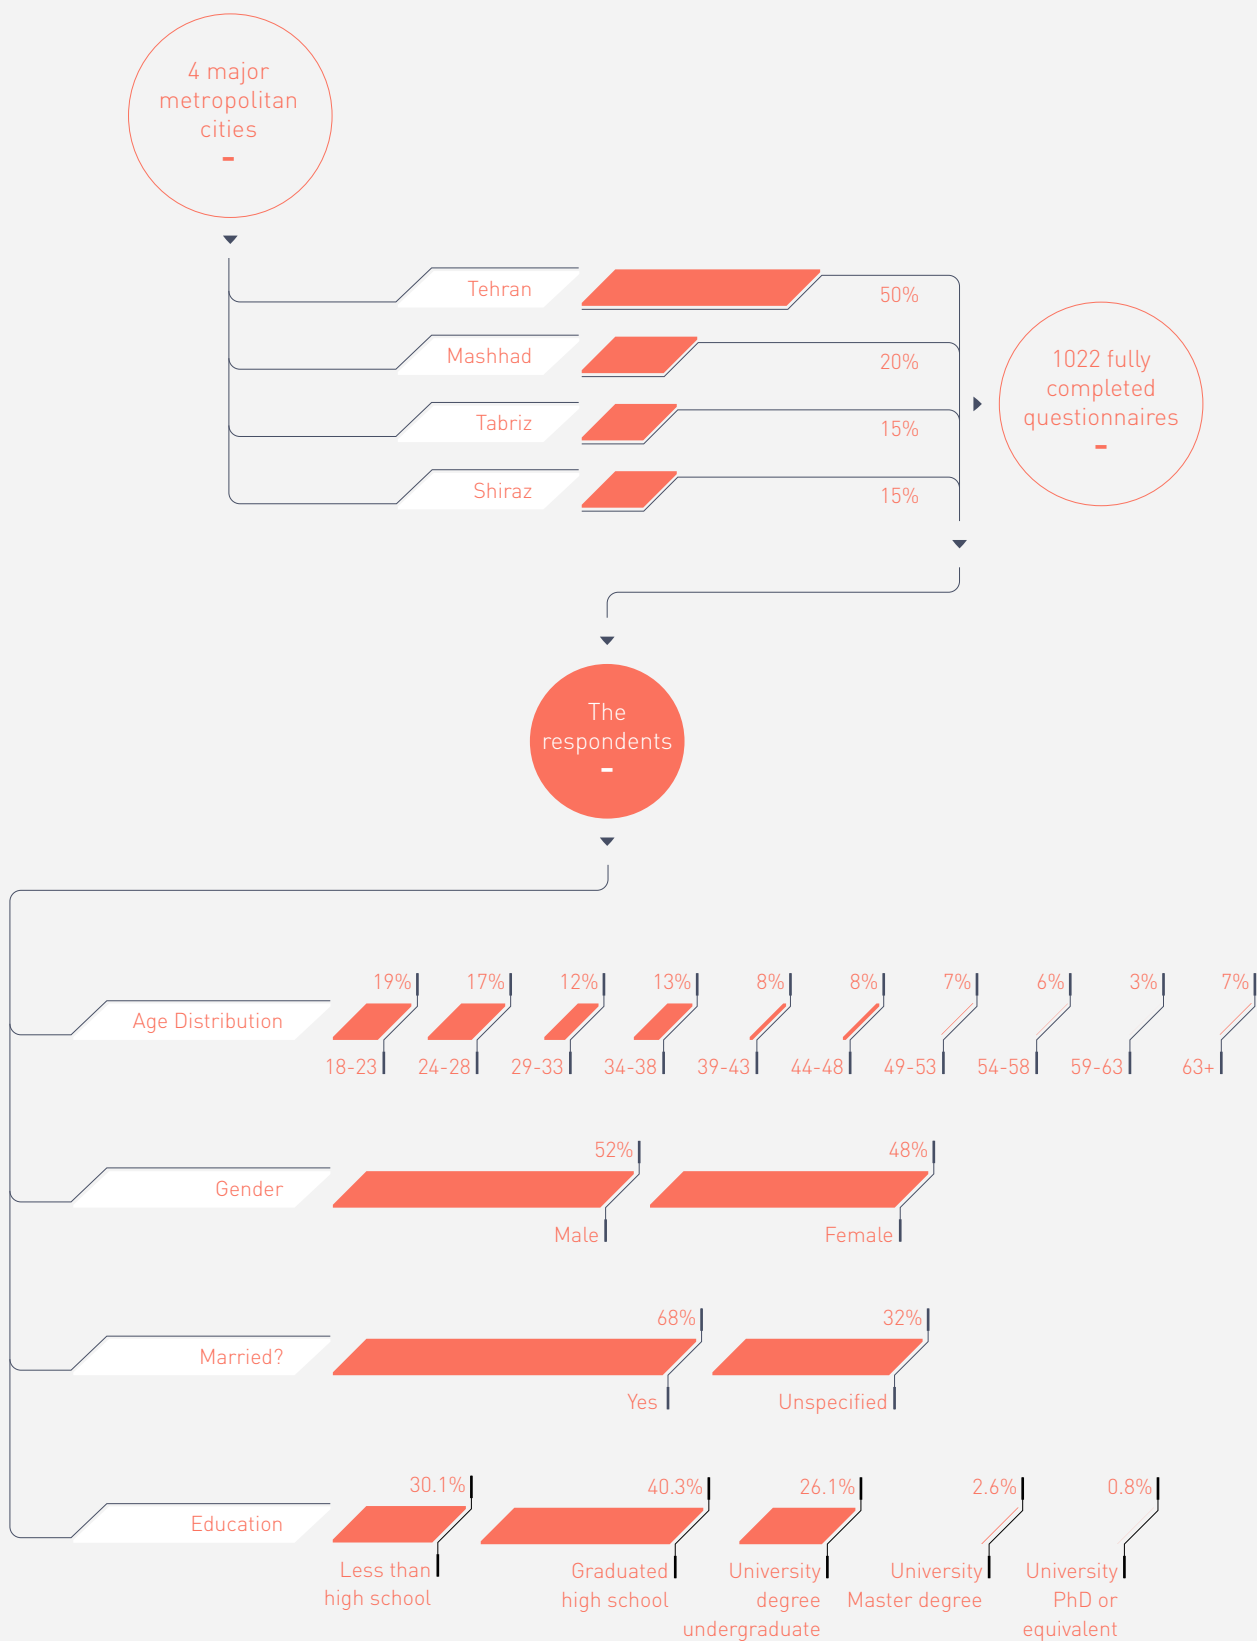 4 major
metropolitan
cities
Tehran
50%
Mashhad
20%
Tabriz
15%
Shiraz
15%
1022 fully
completed
questionnaires
The
respondents
19% 17% 12% 13% 8% 8% 7% 6% 3% 7%
Age Distribution
18-23 24-28 29-33 34-38 39-43 44-48 49-53 54-58 59-63 63+
52% 48%
Gender
Male Female
68% 32%
Married?
Yes Unspecified
30.1% 40.3% 26.1% 2.6% 0.8%
Education
Less than
high school
Graduated
high school
University
degree
undergraduate
University
Master degree
University
PhD or
equivalent